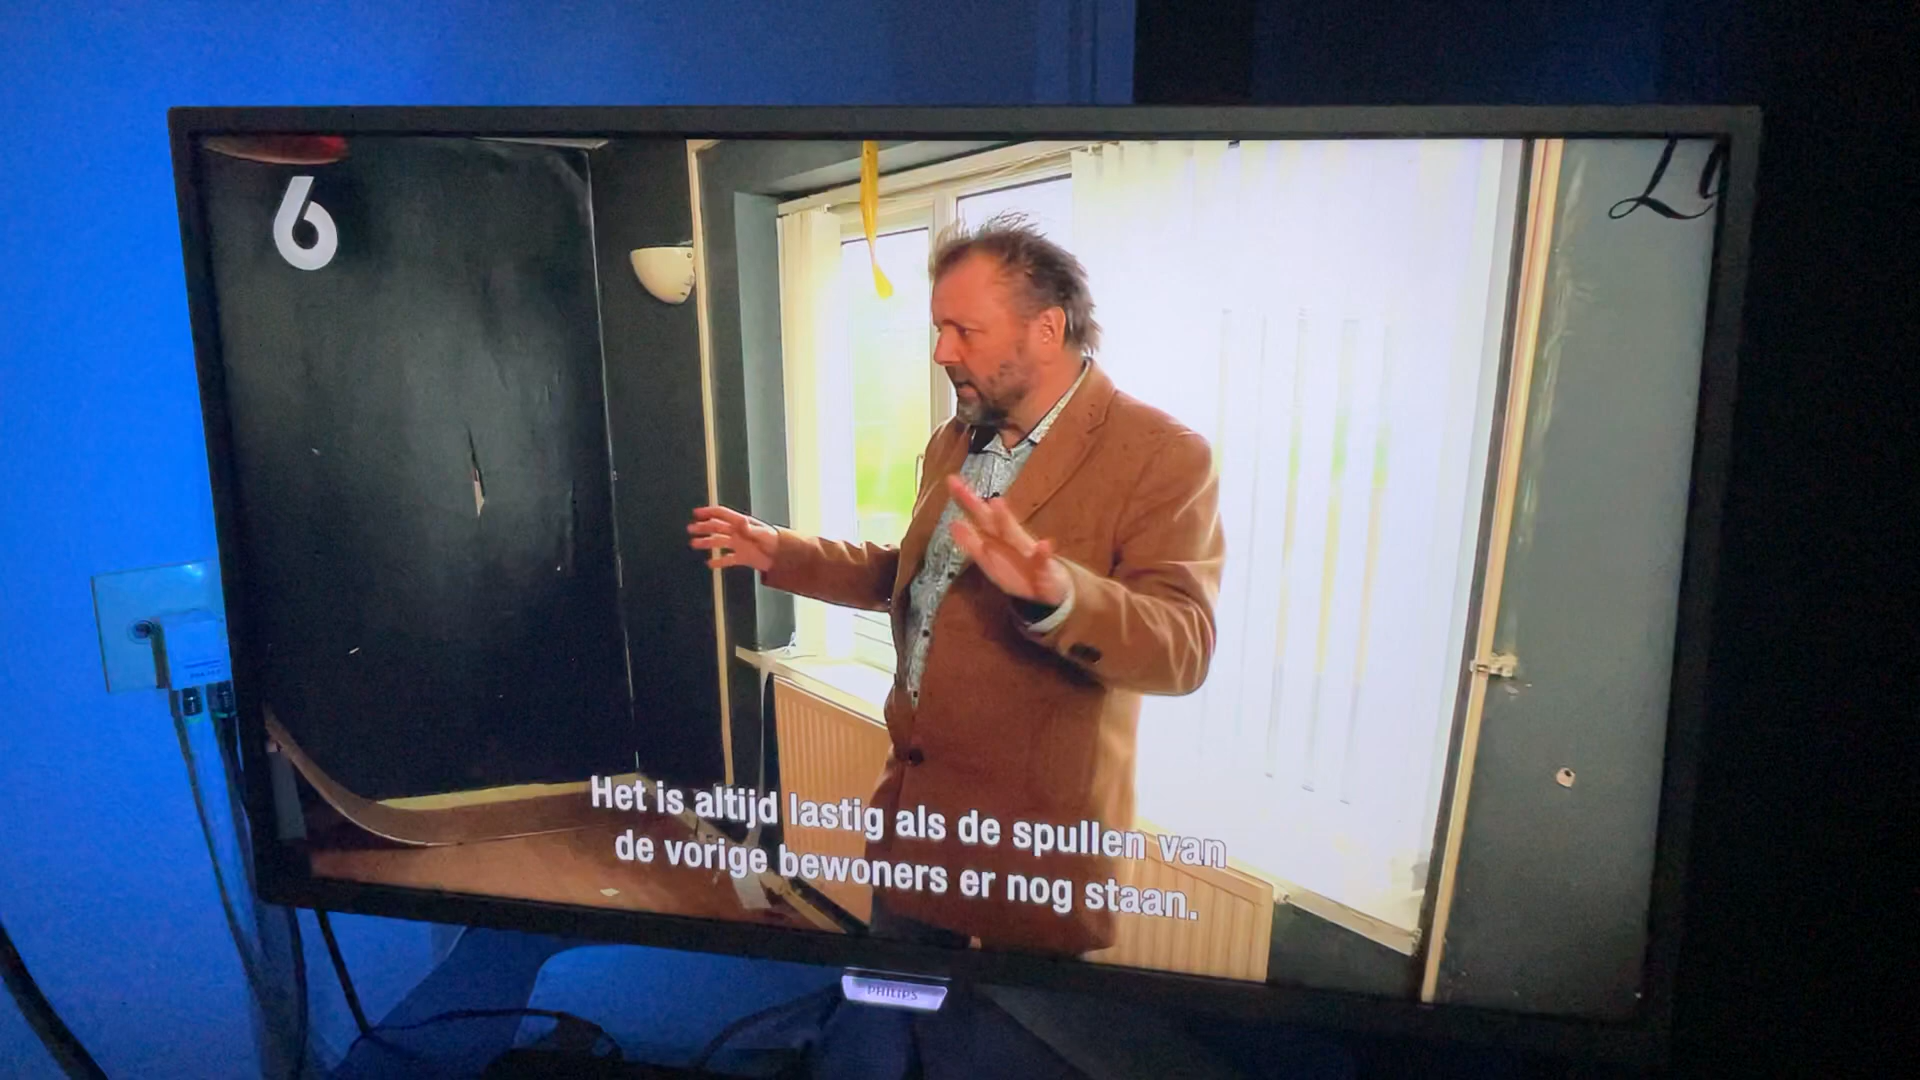 6
Het is altijd lastig als de spullen van
de vorige bewoners er nog staan.
PHILIPS